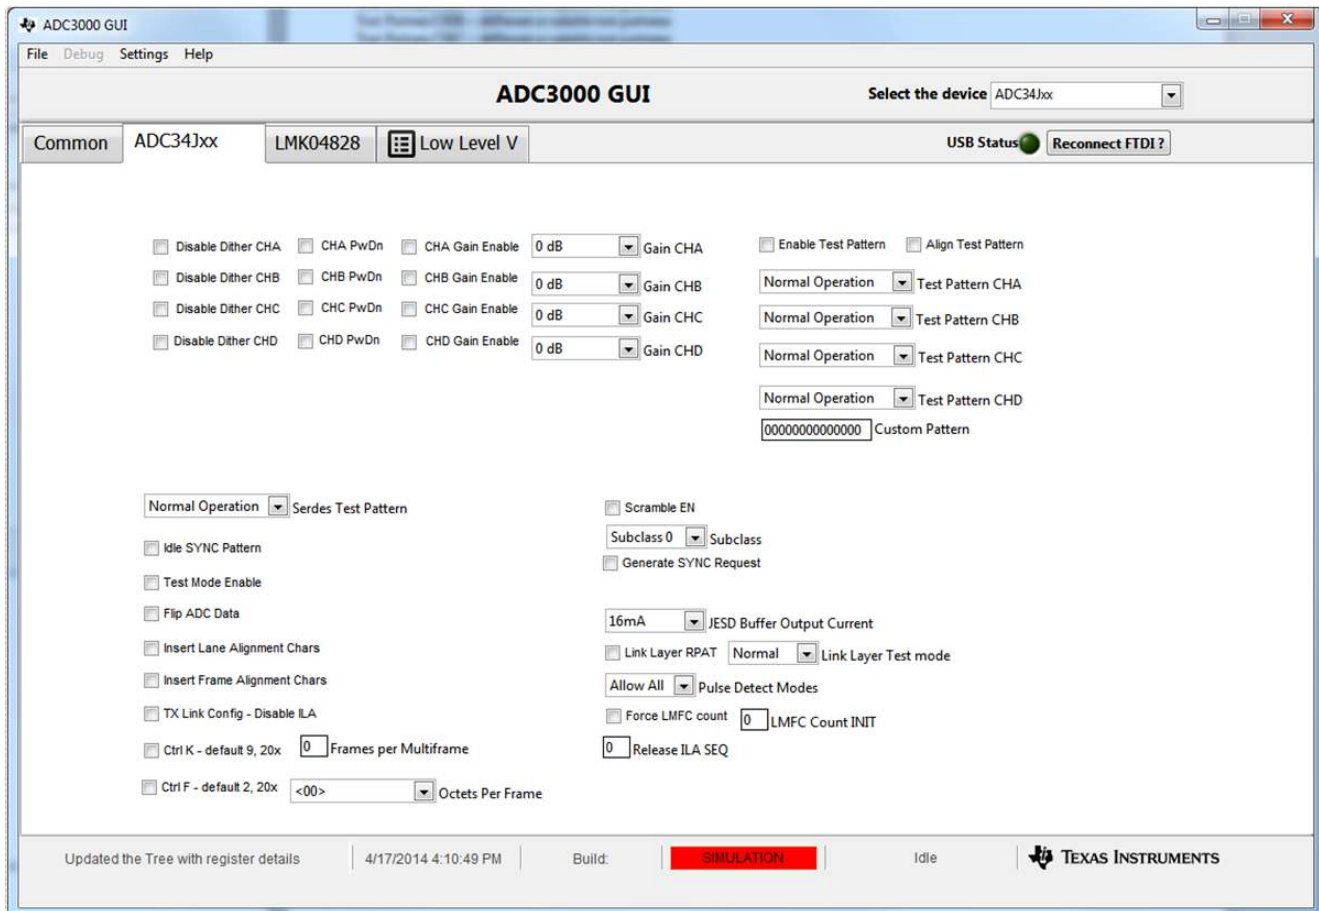 ADC3000 GUI
File Debug Settings Help
ADC3000 GUI Select the device ADC34Jxx
Common ADC34Jxx LMK04828 Low Level V USB Status Reconnect FTDI ?
Disable Dither CHA CHA PwDn CHA Gain Enable 0 dB Gain CHA Enable Test Pattern Align Test Pattern
Disable Dither CHB CHB PwDn CHB Gain Enable 0 dB Gain CHB Normal Operation Test Pattern CHA
Disable Dither CHC CHC PwDn CHC Gain Enable 0 dB Gain CHC Normal Operation Test Pattern CHB
Disable Dither CHD CHD PwDn CHD Gain Enable 0 dB Gain CHD Normal Operation Test Pattern CHC
Normal Operation Test Pattern CHD
00000000000000 Custom Pattern
Normal Operation Serdes Test Pattern Scramble EN
Subclass 0 Subclass
Idle SYNC Pattern Generate SYNC Request
Test Mode Enable
Flip ADC Data 16mA JESD Buffer Output Current
Insert Lane Alignment Chars Link Layer RPAT Normal Link Layer Test mode
Insert Frame Alignment Chars Allow All Pulse Detect Modes
TX Link Config - Disable ILA Force LMFC count 0 LMFC Count INIT
Ctrl K - default 9, 20x 0 Frames per Multiframe 0 Release ILA SEQ
Ctrl F - default 2, 20x <00> Octets Per Frame
Updated the Tree with register details 4/17/2014 4:10:49 PM Build: SIMULATION Idle TEXAS INSTRUMENTS